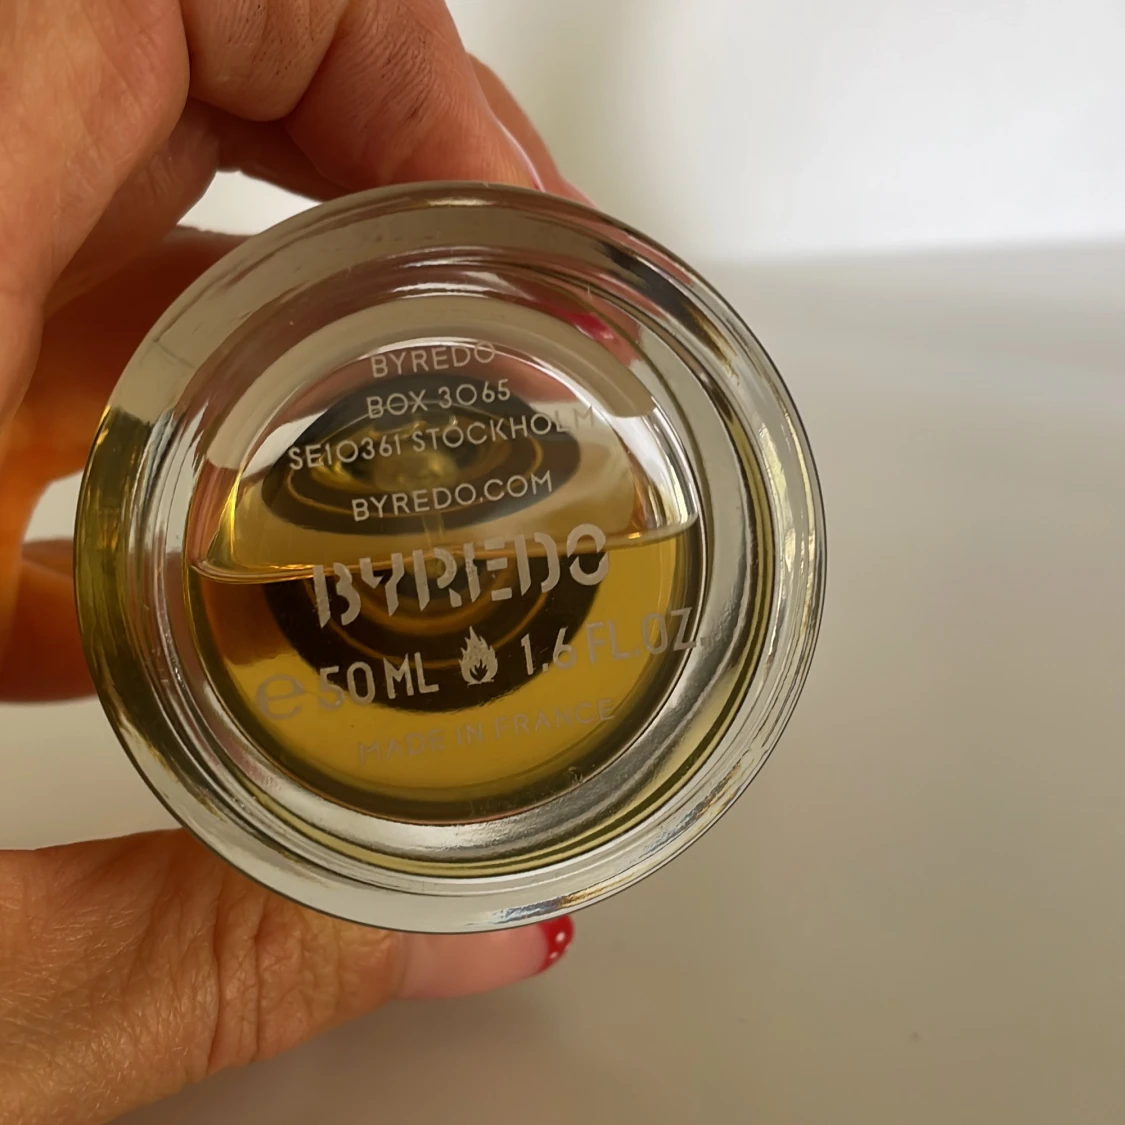 BYREDO
BOX 3065
SE10361 STOCKHOLM
BYREDO.COM
BYREDO
e 50 ML 1.6 FL.OZ.
MADE IN FRANCE